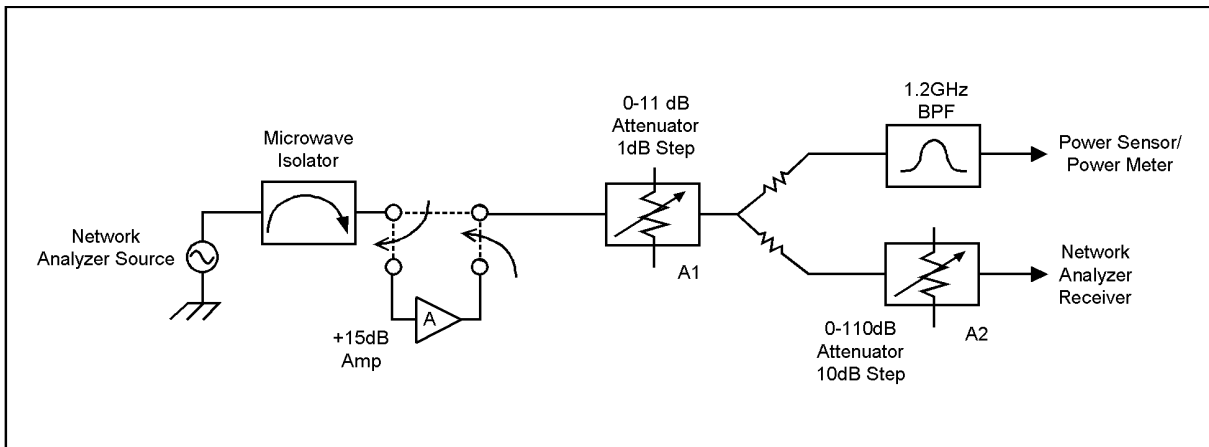 Network
Analyzer Source
Microwave
Isolator
+15dB
Amp
A
0-11 dB
Attenuator
1dB Step
A1
1.2GHz
BPF
Power Sensor/
Power Meter
0-110dB
Attenuator
10dB Step
A2
Network
Analyzer
Receiver